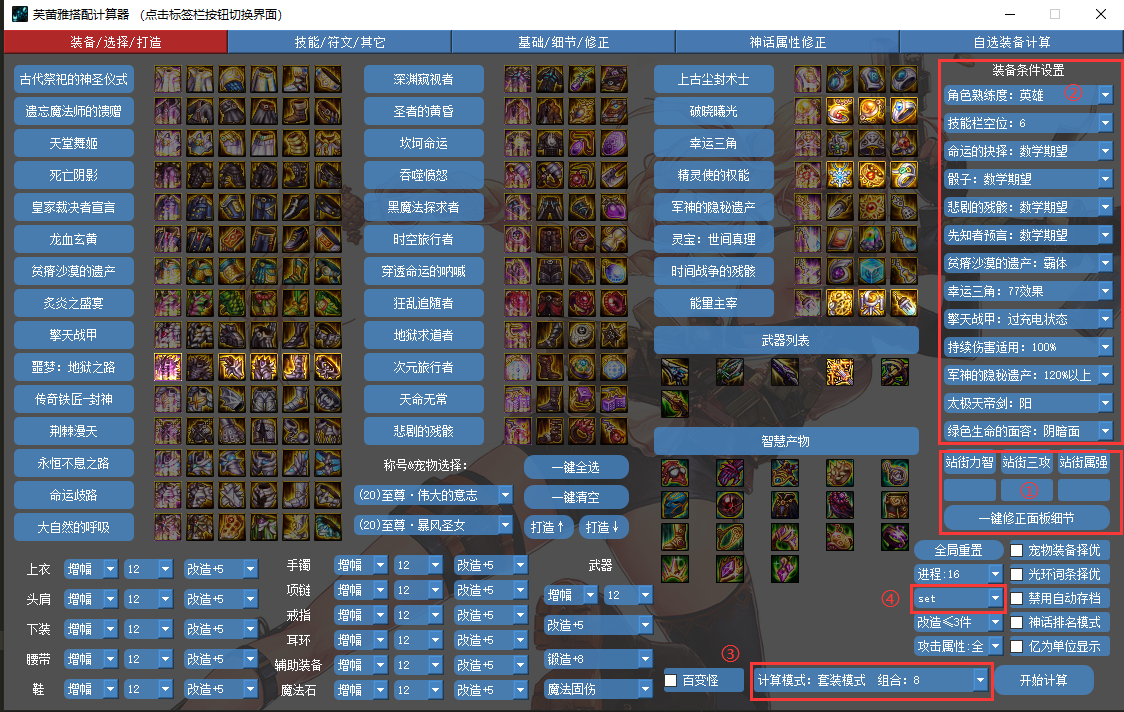 芙茜雅搭配计算器 (点击标签栏按钮切换界面)
装备/选择/打造
技能/符文/其它
基础/细节/修正
神话属性修正
自选装备计算
古代祭祀的神圣仪式
遗忘魔法师的馈赠
天堂舞姬
死亡阴影
皇家裁决者宣言
龙血玄黄
贫瘠沙漠的遗产
炙炎之盛宴
擎天战甲
噩梦：地狱之路
传奇铁匠-封神
荆棘漫天
永恒不息之路
命运歧路
大自然的呼吸
深渊窥视者
圣者的黄昏
坎坷命运
吞噬愤怒
黑魔法探求者
时空旅行者
穿透命运的呐喊
狂乱追随者
地狱求道者
次元旅行者
天命无常
悲剧的残骸
称号&宠物选择：
(20)至尊·伟大的意志
(20)至尊·暴风圣女
一键全选
一键清空
打造↑
打造↓
上古尘封术士
破晓曦光
幸运三角
精灵使的权能
军神的隐秘遗产
灵宝：世间真理
时间战争的残骸
能量主宰
武器列表
智慧产物
装备条件设置
角色熟练度：英雄 ②
技能栏空位：6
命运的抉择：数学期望
骰子：数学期望
悲剧的残骸：数学期望
先知者预言：数学期望
贫瘠沙漠的遗产：霸体
幸运三角：77效果
擎天战甲：过充电状态
持续伤害适用：100%
军神的隐秘遗产：120%以上
太极天帝剑：阳
绿色生命的面容：阴暗面
站街力智 站街三攻 站街属强
①
一键修正面板细节
全局重置
宠物装备择优
进程：16
光环词条择优
④ set
禁用自动存档
改造≤3件
神话排名模式
攻击属性：全
亿为单位显示
上衣 增幅 12 改造+5
头肩 增幅 12 改造+5
下装 增幅 12 改造+5
腰带 增幅 12 改造+5
鞋 增幅 12 改造+5
手镯 增幅 12 改造+5
项链 增幅 12 改造+5
戒指 增幅 12 改造+5
耳环 增幅 12 改造+5
辅助装备 增幅 12 改造+5
魔法石 增幅 12 改造+5
武器
增幅 12
改造+5
锻造+8
魔法固伤
百变怪
③
计算模式：套装模式 组合：8
开始计算